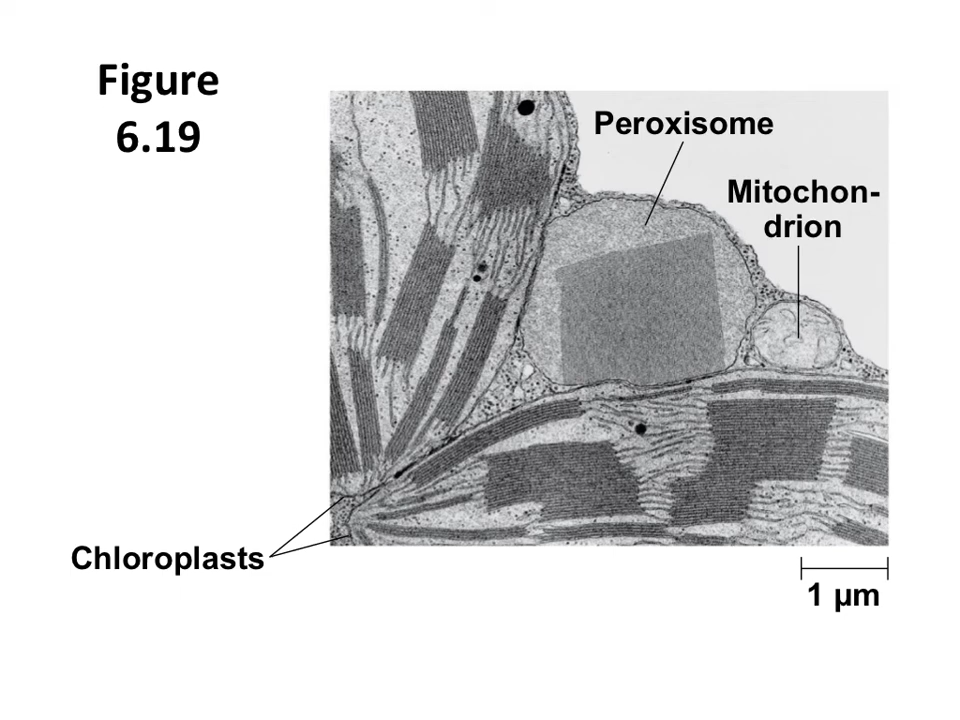 Figure
6.19
Peroxisome
Mitochon-
drion
Chloroplasts
1 µm